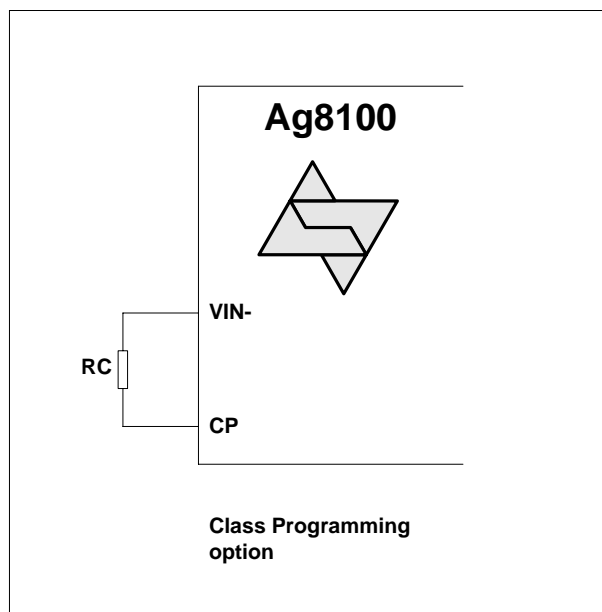 Ag8100
VIN-
RC
CP
Class Programming
option